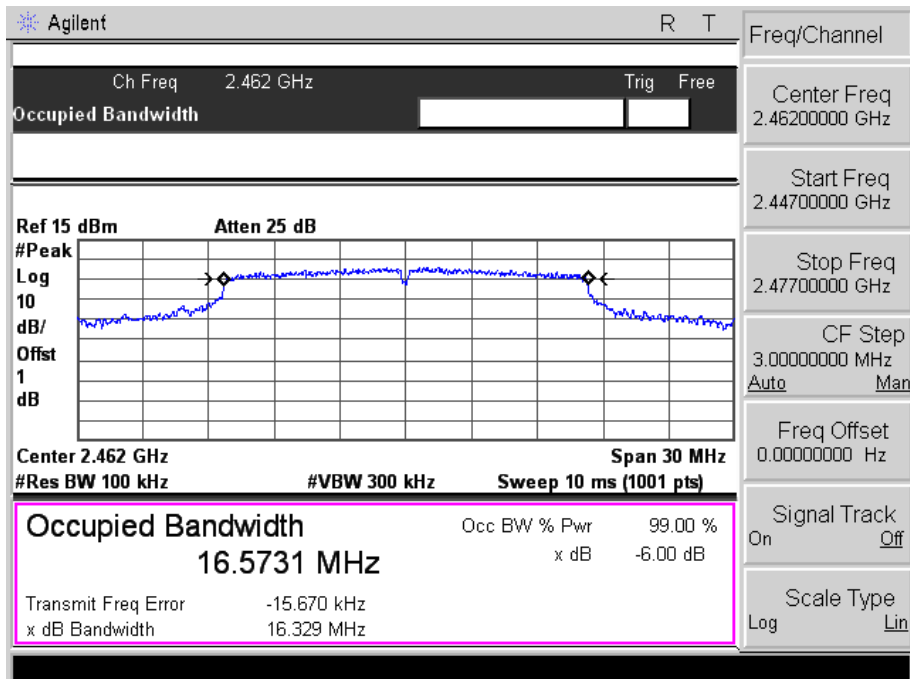 Agilent R T
Freq/Channel
Ch Freq 2.462 GHz Trig Free
Occupied Bandwidth
Center Freq
2.46200000 GHz
Start Freq
2.44700000 GHz
Stop Freq
2.47700000 GHz
CF Step
3.00000000 MHz
Auto Man
Freq Offset
0.00000000 Hz
Signal Track
On Off
Scale Type
Log Lin
Ref 15 dBm Atten 25 dB
#Peak
Log
10
dB/
Offst
1
dB
Center 2.462 GHz Span 30 MHz
#Res BW 100 kHz #VBW 300 kHz Sweep 10 ms (1001 pts)
Occupied Bandwidth Occ BW % Pwr 99.00 %
16.5731 MHz x dB -6.00 dB
Transmit Freq Error -15.670 kHz
x dB Bandwidth 16.329 MHz